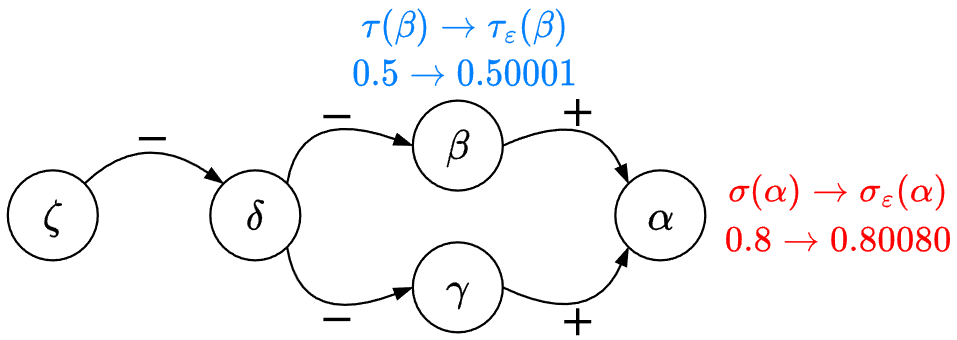 τ(β) → τ_ε(β)
0.5 → 0.50001
− − +
ζ δ β γ α
σ(α) → σ_ε(α)
0.8 → 0.80080
− +